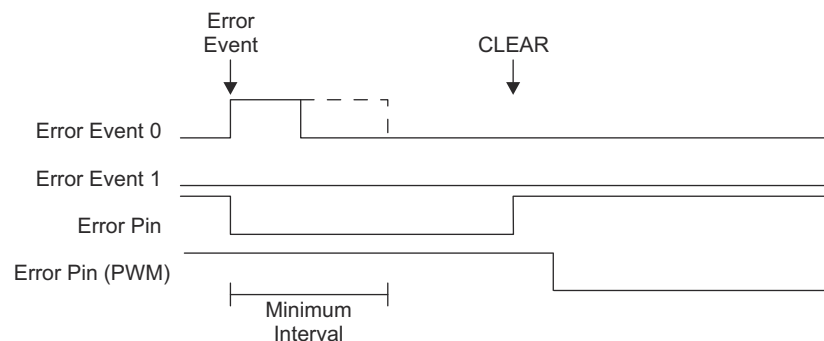 Error
Event
CLEAR
Error Event 0
Error Event 1
Error Pin
Error Pin (PWM)
Minimum
Interval